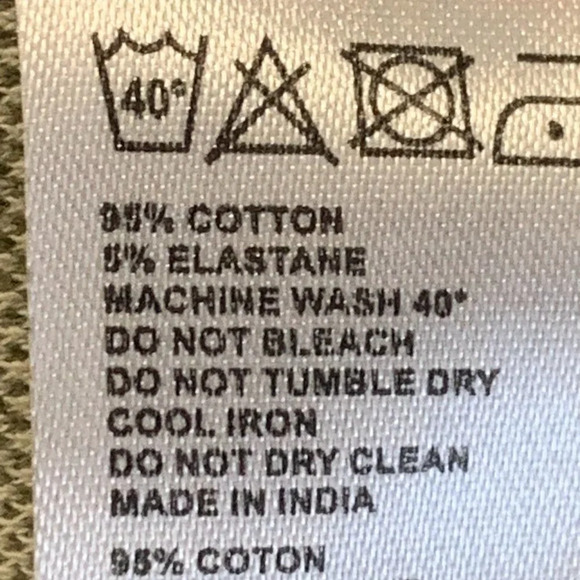 40°
95% COTTON
5% ELASTANE
MACHINE WASH 40°
DO NOT BLEACH
DO NOT TUMBLE DRY
COOL IRON
DO NOT DRY CLEAN
MADE IN INDIA
95% COTON